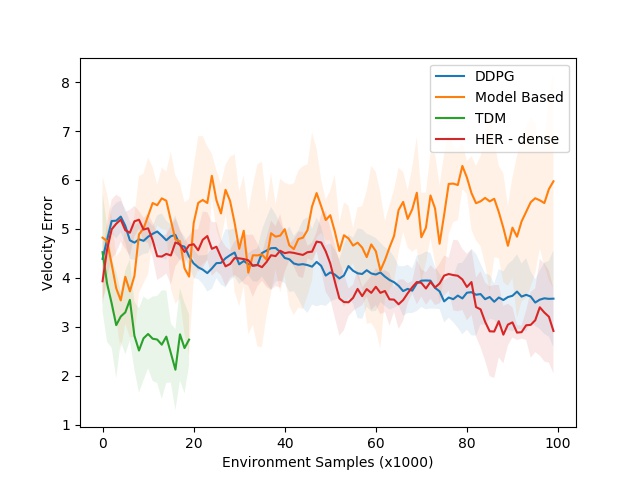 DDPG
Model Based
TDM
HER - dense
8
7
6
5
4
3
2
1
Velocity Error
0
20
40
60
80
100
Environment Samples (x1000)